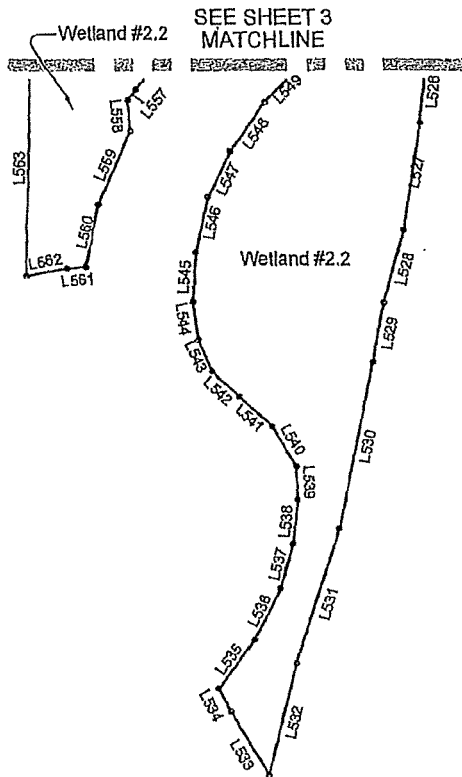 SEE SHEET 3
MATCHLINE
Wetland #2.2
L557
L558
L559
L560
L561
L562
L563
L549
L548
L547
L546
L545
L544
L543
L542
L541
L540
L539
L538
L537
L536
L535
L534
L533
Wetland #2.2
L526
L527
L528
L529
L530
L531
L532